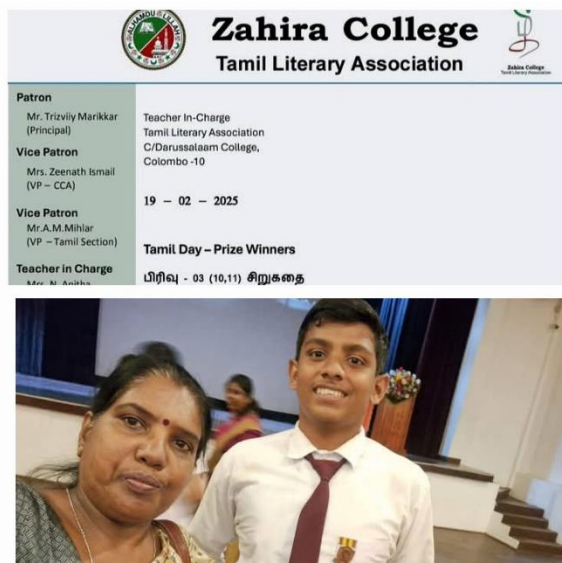 Zahira College
Tamil Literary Association
Zahira College
Tamil Literary Association
Patron
Mr. Trizviiy Marikkar
(Principal)
Vice Patron
Mrs. Zeenath Ismail
(VP – CCA)
Vice Patron
Mr.A.M.Mihlar
(VP – Tamil Section)
Teacher in Charge
Mrs. N. Anitha
Teacher In-Charge
Tamil Literary Association
C/Darussalaam College,
Colombo -10
19 – 02 – 2025
Tamil Day – Prize Winners
பிரிவு - 03 (10,11) சிறுகதை